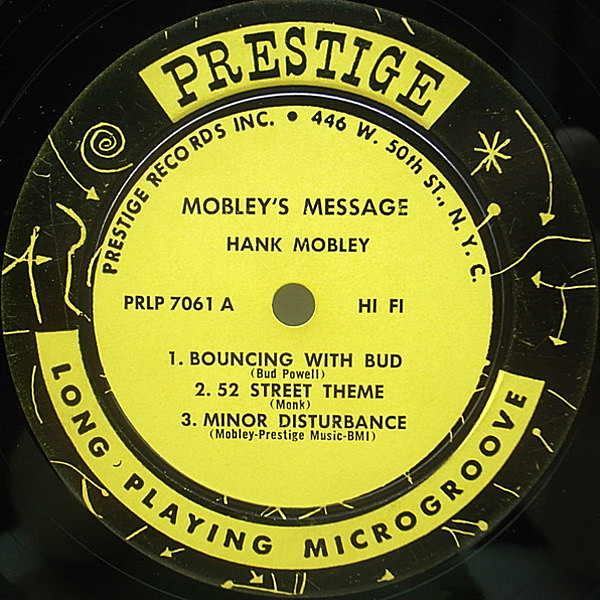 PRESTIGE
PRESTIGE RECORDS INC. • 446 W. 50th ST., N.Y.C.
MOBLEY'S MESSAGE
HANK MOBLEY
PRLP 7061 A HI FI
1. BOUNCING WITH BUD
(Bud Powell)
2. 52 STREET THEME
(Monk)
3. MINOR DISTURBANCE
(Mobley-Prestige Music-BMI)
LONG PLAYING MICROGROOVE